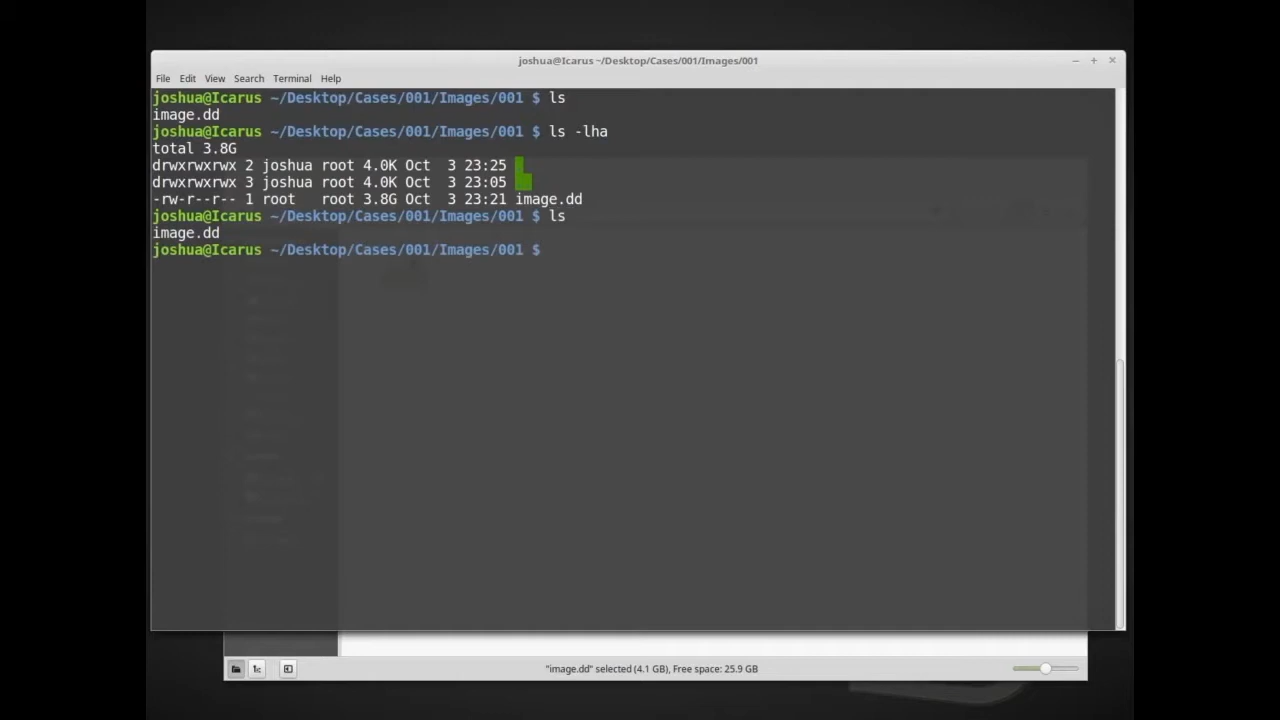 joshua@Icarus ~/Desktop/Cases/001/Images/001
File Edit View Search Terminal Help
joshua@Icarus ~/Desktop/Cases/001/Images/001 $ ls
image.dd
joshua@Icarus ~/Desktop/Cases/001/Images/001 $ ls -lha
total 3.8G
drwxrwxrwx 2 joshua root 4.0K Oct  3 23:25
drwxrwxrwx 3 joshua root 4.0K Oct  3 23:05
-rw-r--r-- 1 root   root 3.8G Oct  3 23:21 image.dd
joshua@Icarus ~/Desktop/Cases/001/Images/001 $ ls
image.dd
joshua@Icarus ~/Desktop/Cases/001/Images/001 $
"image.dd" selected (4.1 GB), Free space: 25.9 GB